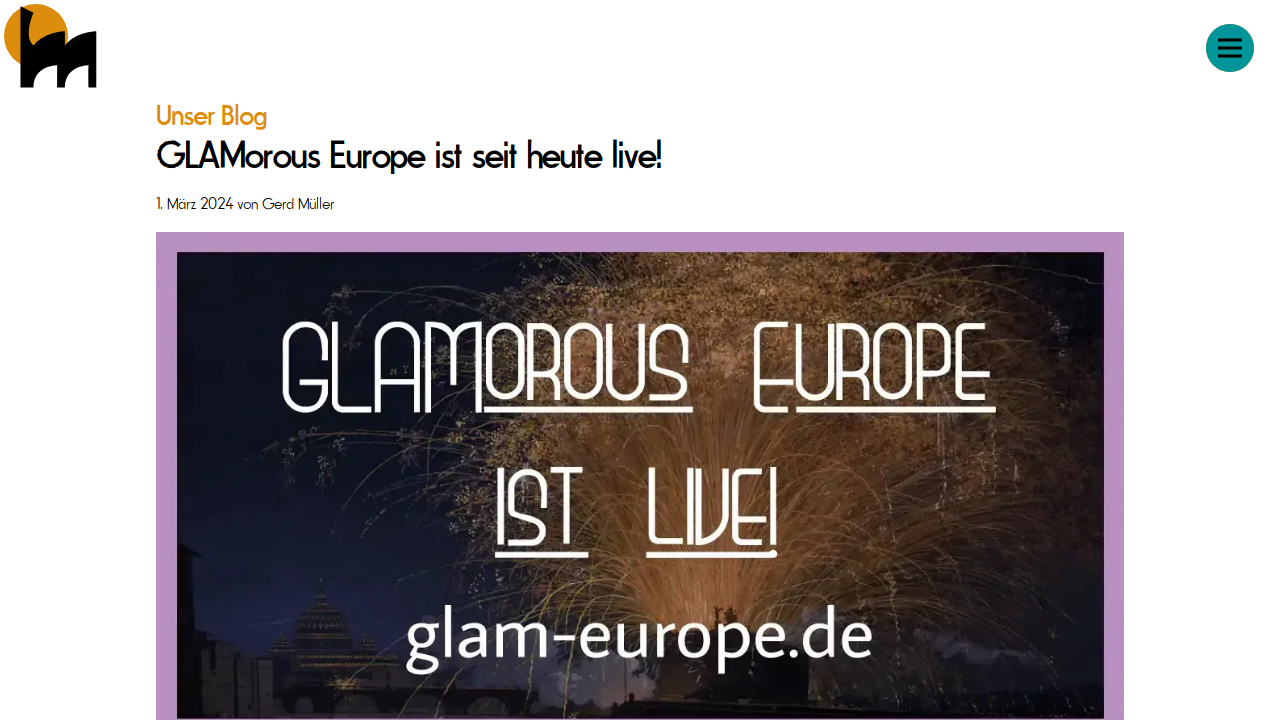 Unser Blog
GLAMorous Europe ist seit heute live!
1. März 2024 von Gerd Müller
GLAMOROUS EUROPE
IST LIVE!
glam-europe.de